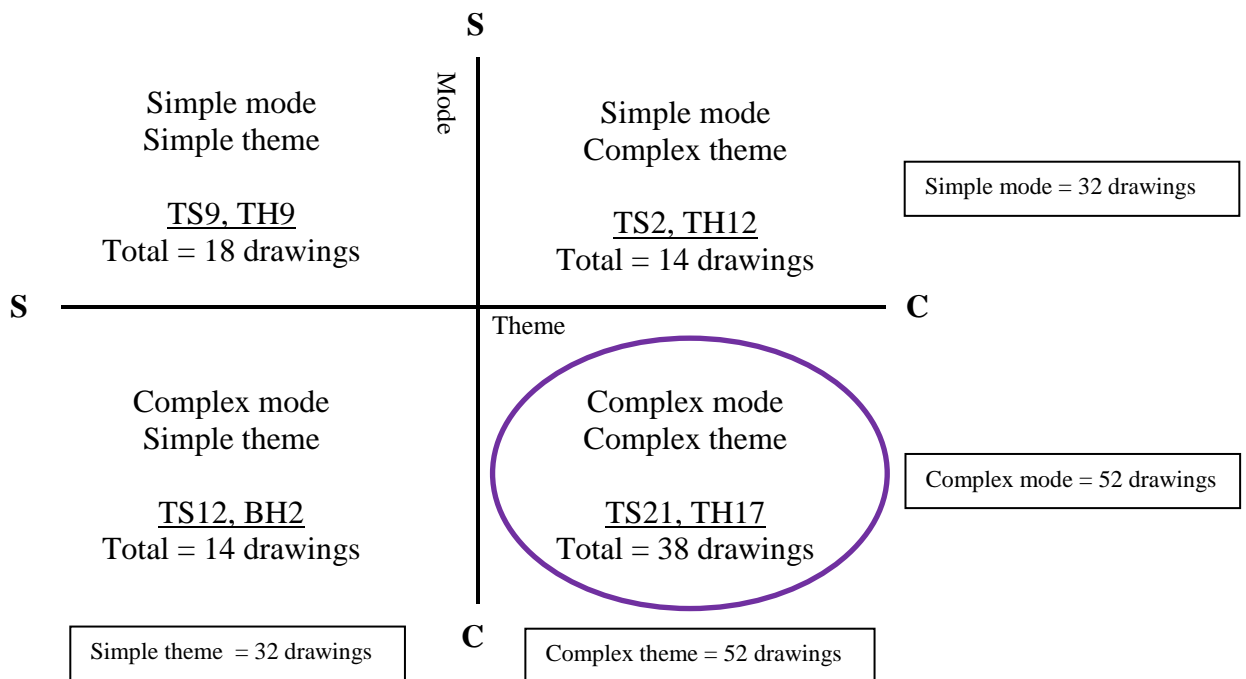 S
Mode
Simple mode
Simple theme
TS9, TH9
Total = 18 drawings
Simple mode
Complex theme
TS2, TH12
Total = 14 drawings
Simple mode = 32 drawings
S
C
Theme
Complex mode
Simple theme
TS12, BH2
Total = 14 drawings
Complex mode
Complex theme
TS21, TH17
Total = 38 drawings
Complex mode = 52 drawings
C
Simple theme = 32 drawings
Complex theme = 52 drawings